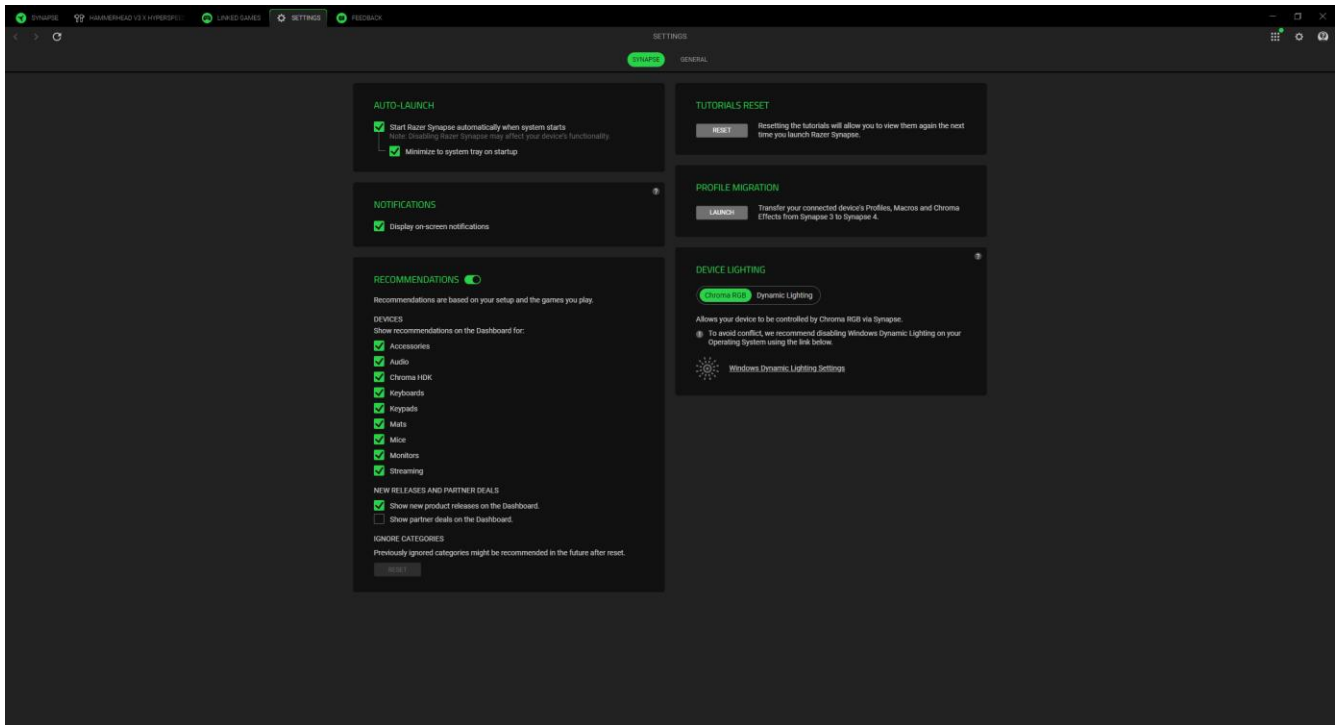 SYNAPSE
HAMMERHEAD V3 X HYPERSP
LINKED GAMES
SETTINGS
FEEDBACK
SETTINGS
SYNAPSE
GENERAL
AUTO-LAUNCH
Start Razer Synapse automatically when system starts
Note: Disabling Razer Synapse may affect your device's functionality.
Minimize to system tray on startup
NOTIFICATIONS
Display on-screen notifications
RECOMMENDATIONS
Recommendations are based on your setup and the games you play.
DEVICES
Show recommendations on the Dashboard for:
Accessories
Audio
Chroma HDK
Keyboards
Keypads
Mats
Mice
Monitors
Streaming
NEW RELEASES AND PARTNER DEALS
Show new product releases on the Dashboard.
Show partner deals on the Dashboard.
IGNORE CATEGORIES
Previously ignored categories might be recommended in the future after reset.
RESET
TUTORIALS RESET
RESET
Resetting the tutorials will allow you to view them again the next
time you launch Razer Synapse.
PROFILE MIGRATION
LAUNCH
Transfer your connected device's Profiles, Macros and Chroma
Effects from Synapse 3 to Synapse 4.
DEVICE LIGHTING
Chroma RGB
Dynamic Lighting
Allows your device to be controlled by Chroma RGB via Synapse.
To avoid conflict, we recommend disabling Windows Dynamic Lighting on your
Operating System using the link below.
Windows Dynamic Lighting Settings